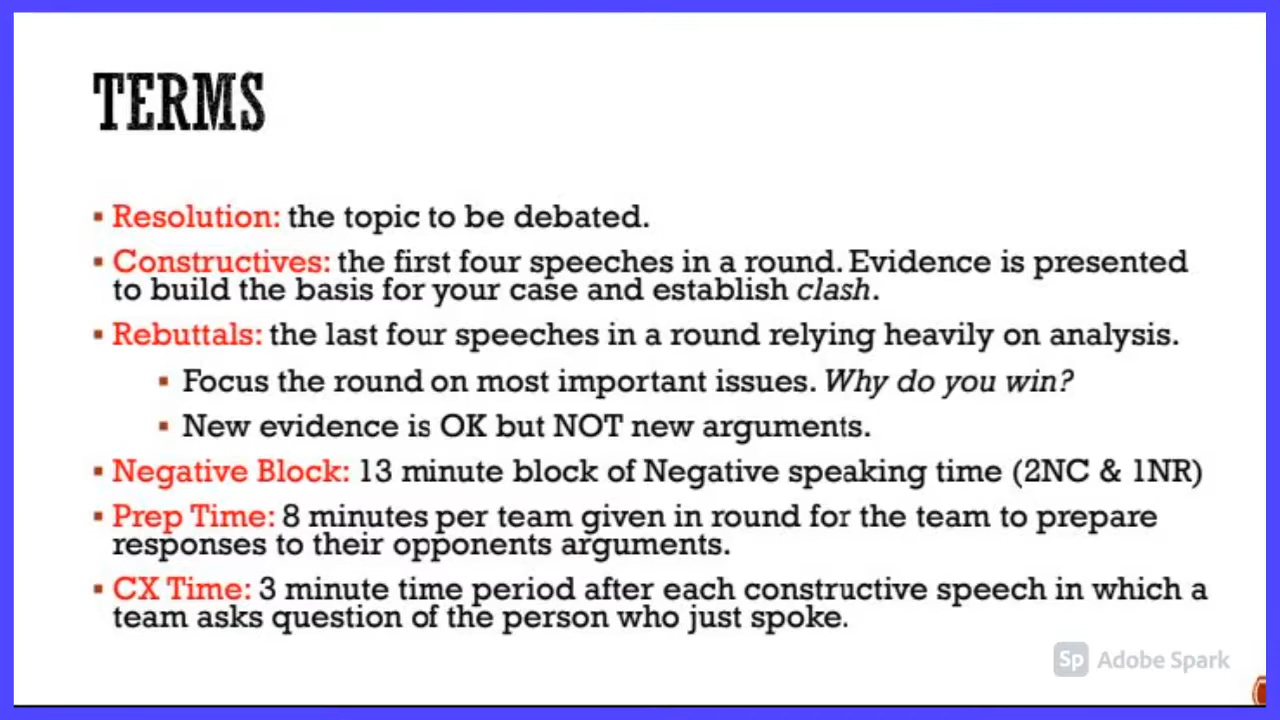 TERMS
▪ Resolution: the topic to be debated.
▪ Constructives: the first four speeches in a round. Evidence is presented
to build the basis for your case and establish clash.
▪ Rebuttals: the last four speeches in a round relying heavily on analysis.
▪ Focus the round on most important issues. Why do you win?
▪ New evidence is OK but NOT new arguments.
▪ Negative Block: 13 minute block of Negative speaking time (2NC & 1NR)
▪ Prep Time: 8 minutes per team given in round for the team to prepare
responses to their opponents arguments.
▪ CX Time: 3 minute time period after each constructive speech in which a
team asks question of the person who just spoke.
Sp Adobe Spark